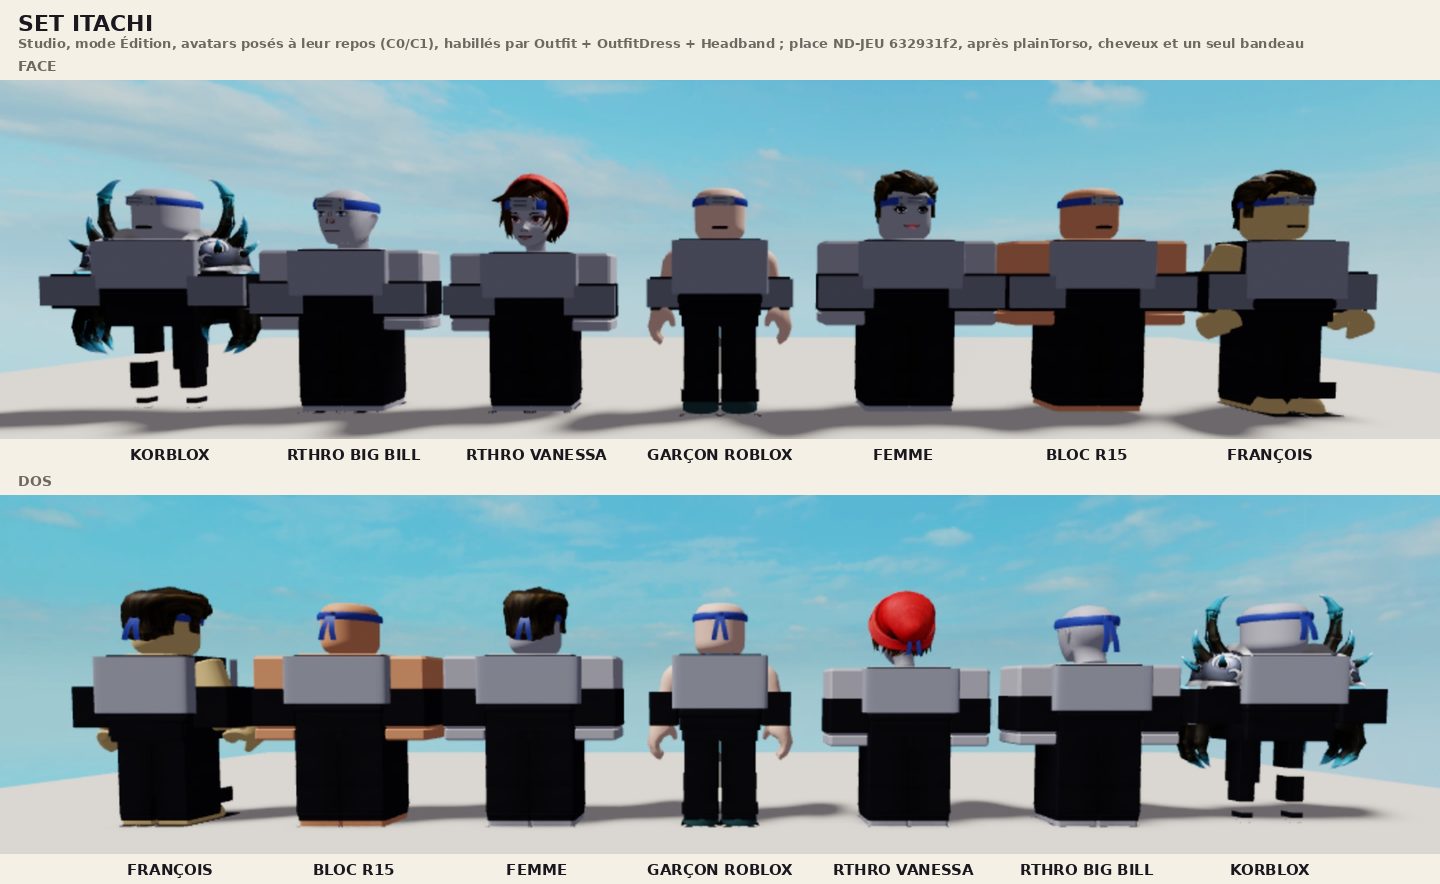 SET ITACHI
Studio, mode Édition, avatars posés à leur repos (C0/C1), habillés par Outfit + OutfitDress + Headband ; place ND-JEU 632931f2, après plainTorso, cheveux et un seul bandeau
FACE
KORBLOX RTHRO BIG BILL RTHRO VANESSA GARÇON ROBLOX FEMME BLOC R15 FRANÇOIS
DOS
FRANÇOIS BLOC R15 FEMME GARÇON ROBLOX RTHRO VANESSA RTHRO BIG BILL KORBLOX